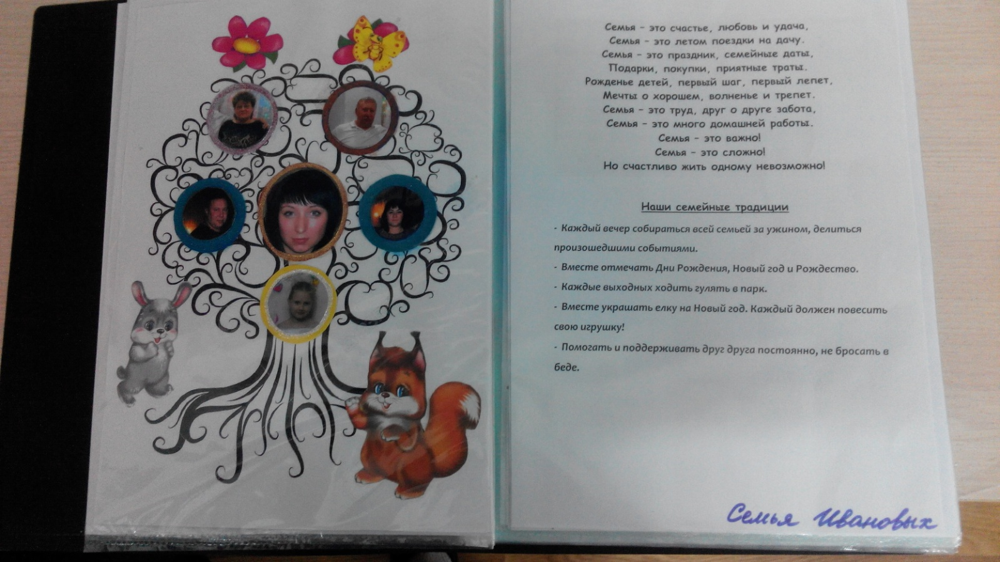 Семья - это счастье, любовь и удача,
Семья - это летом поездки на дачу.
Семья - это праздник, семейные даты,
Подарки, покупки, приятные траты.
Рожденье детей, первый шаг, первый лепет,
Мечты о хорошем, волненье и трепет.
Семья - это труд, друг о друге забота,
Семья - это много домашней работы.
Семья - это важно!
Семья - это сложно!
Но счастливо жить одному невозможно!
Наши семейные традиции
- Каждый вечер собираться всей семьей за ужином, делиться
произошедшими событиями.
- Вместе отмечать Дни Рождения, Новый год и Рождество.
- Каждые выходных ходить гулять в парк.
- Вместе украшать елку на Новый год. Каждый должен повесить
свою игрушку!
- Помогать и поддерживать друг друга постоянно, не бросать в
беде.
Семья Ивановых